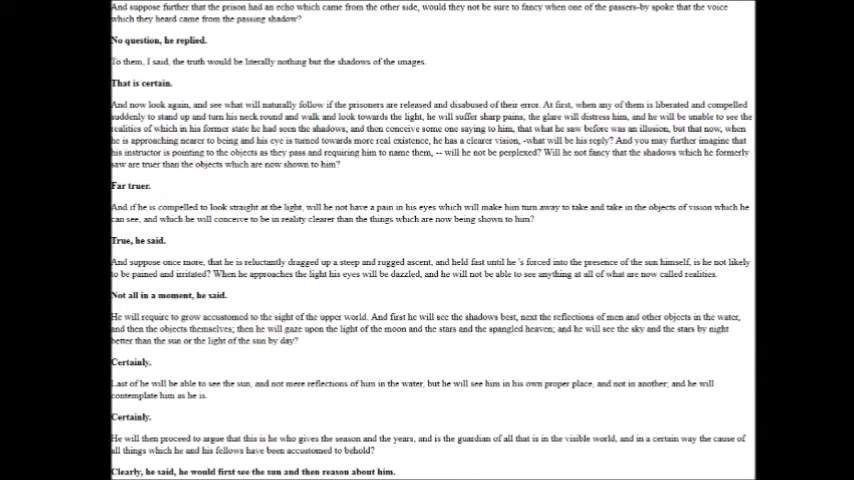 And suppose further that the prison had an echo which came from the other side, would they not be sure to fancy when one of the passers-by spoke that the voice
which they heard came from the passing shadow?
No question, he replied.
To them, I said, the truth would be literally nothing but the shadows of the images.
That is certain.
And now look again, and see what will naturally follow if the prisoners are released and disabused of their error. At first, when any of them is liberated and compelled
suddenly to stand up and turn his neck round and walk and look towards the light, he will suffer sharp pains; the glare will distress him, and he will be unable to see the
realities of which in his former state he had seen the shadows; and then conceive some one saying to him, that what he saw before was an illusion, but that now, when
he is approaching nearer to being and his eye is turned towards more real existence, he has a clearer vision, -what will be his reply? And you may further imagine that
his instructor is pointing to the objects as they pass and requiring him to name them, -- will he not be perplexed? Will he not fancy that the shadows which he formerly
saw are truer than the objects which are now shown to him?
Far truer.
And if he is compelled to look straight at the light, will he not have a pain in his eyes which will make him turn away to take and take in the objects of vision which he
can see, and which he will conceive to be in reality clearer than the things which are now being shown to him?
True, he said.
And suppose once more, that he is reluctantly dragged up a steep and rugged ascent, and held fast until he 's forced into the presence of the sun himself, is he not likely
to be pained and irritated? When he approaches the light his eyes will be dazzled, and he will not be able to see anything at all of what are now called realities.
Not all in a moment, he said.
He will require to grow accustomed to the sight of the upper world. And first he will see the shadows best, next the reflections of men and other objects in the water,
and then the objects themselves; then he will gaze upon the light of the moon and the stars and the spangled heaven; and he will see the sky and the stars by night
better than the sun or the light of the sun by day?
Certainly.
Last of he will be able to see the sun, and not mere reflections of him in the water, but he will see him in his own proper place, and not in another; and he will
contemplate him as he is.
Certainly.
He will then proceed to argue that this is he who gives the season and the years, and is the guardian of all that is in the visible world, and in a certain way the cause of
all things which he and his fellows have been accustomed to behold?
Clearly, he said, he would first see the sun and then reason about him.